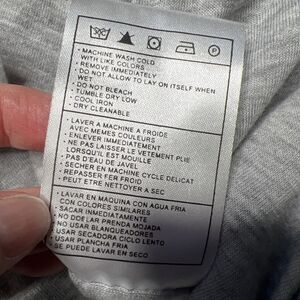 P
• MACHINE WASH COLD
WITH LIKE COLORS
• REMOVE IMMEDIATELY
• DO NOT ALLOW TO LAY ON ITSELF WHEN
WET
• DO NOT BLEACH
• TUMBLE DRY LOW
• COOL IRON
• DRY CLEANABLE
• LAVER A MACHINE A FROIDE
AVEC MEMES COULEURS
• ENLEVER IMMEDIATEMENT
• NE PAS LAISSER LE VETEMENT PLIE
LORSQU'IL EST MOUILLE
• PAS D'EAU DE JAVEL
• SECHER EN MACHINE CYCLE DELICAT
• REPASSER FER FROID
• PEUT ETRE NETTOYER A SEC
• LAVAR EN MAQUINA CON AGUA FRIA
CON COLORES SIMILARES
• SACAR INMEDIATAMENTE
• NO DOBLAR PRENDA MOJADA
• NO USAR BLANQUEADORES
• USAR SECADORA CICLO LENTO
• USAR PLANCHA FRIA
• SE PUEDE LAVAR EN SECO